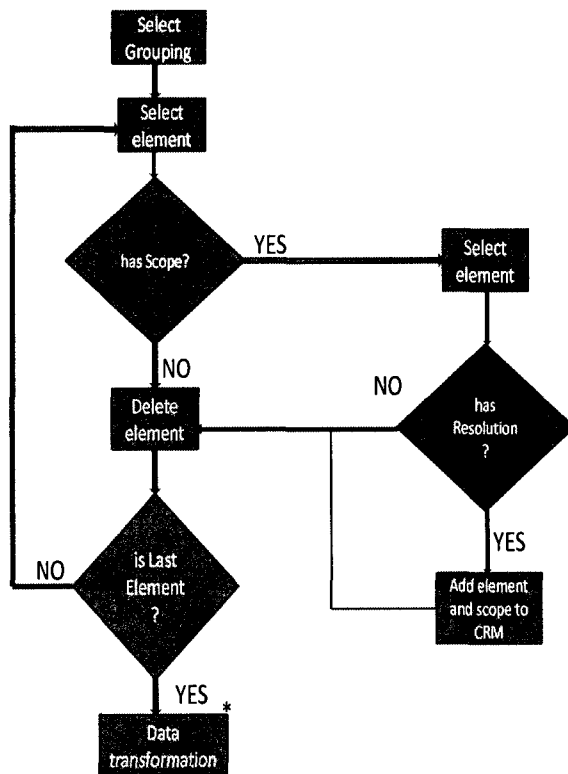 Select
Grouping
Select
element
has Scope?
YES
Select
element
NO
Delete
element
NO
has
Resolution
?
YES
Add element
and scope to
CRM
is Last
Element
?
NO
YES
*
Data
transformation